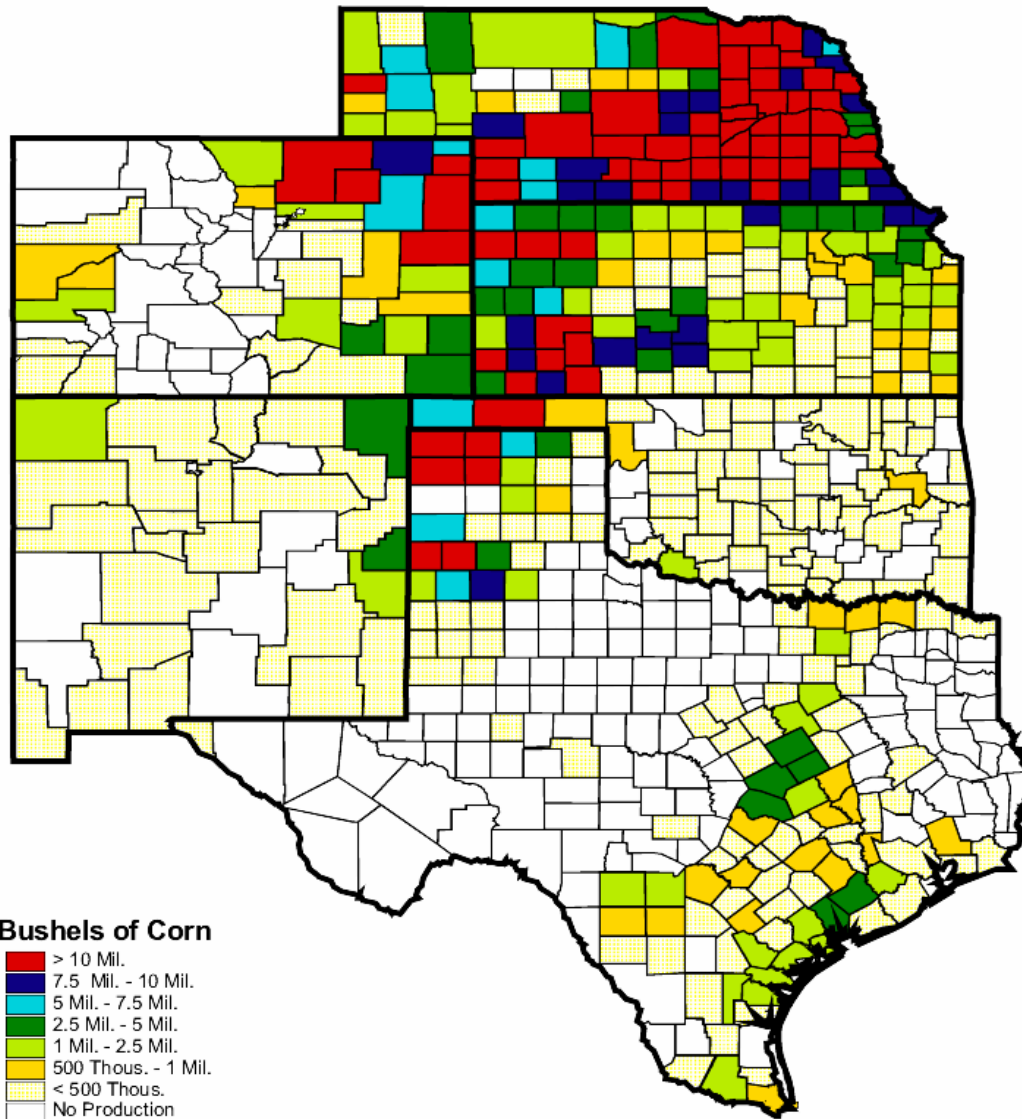 Bushels of Corn
> 10 Mil.
7.5 Mil. - 10 Mil.
5 Mil. - 7.5 Mil.
2.5 Mil. - 5 Mil.
1 Mil. - 2.5 Mil.
500 Thous. - 1 Mil.
< 500 Thous.
No Production